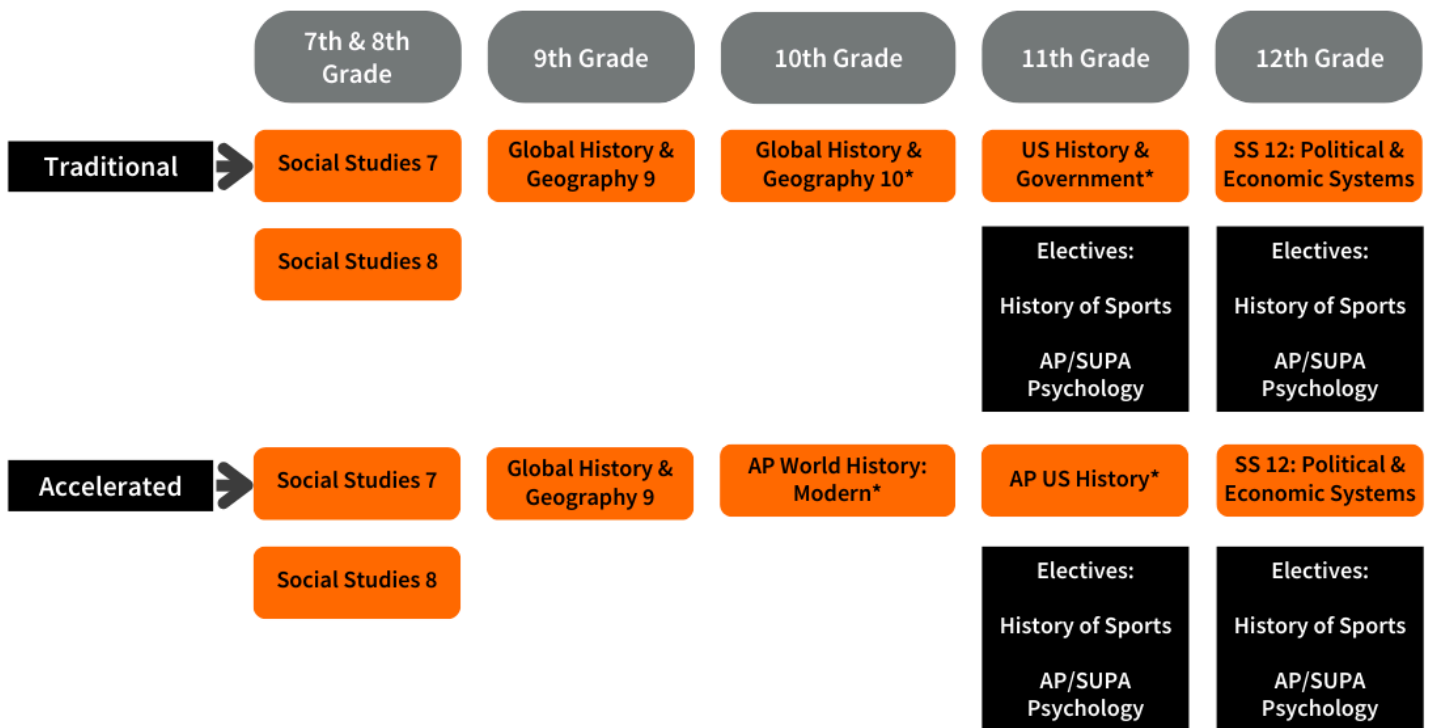 7th & 8th
Grade
9th Grade
10th Grade
11th Grade
12th Grade
Traditional
Social Studies 7
Global History &
Geography 9
Global History &
Geography 10*
US History &
Government*
SS 12: Political &
Economic Systems
Social Studies 8
Electives:
History of Sports
AP/SUPA
Psychology
Electives:
History of Sports
AP/SUPA
Psychology
Accelerated
Social Studies 7
Global History &
Geography 9
AP World History:
Modern*
AP US History*
SS 12: Political &
Economic Systems
Social Studies 8
Electives:
History of Sports
AP/SUPA
Psychology
Electives:
History of Sports
AP/SUPA
Psychology